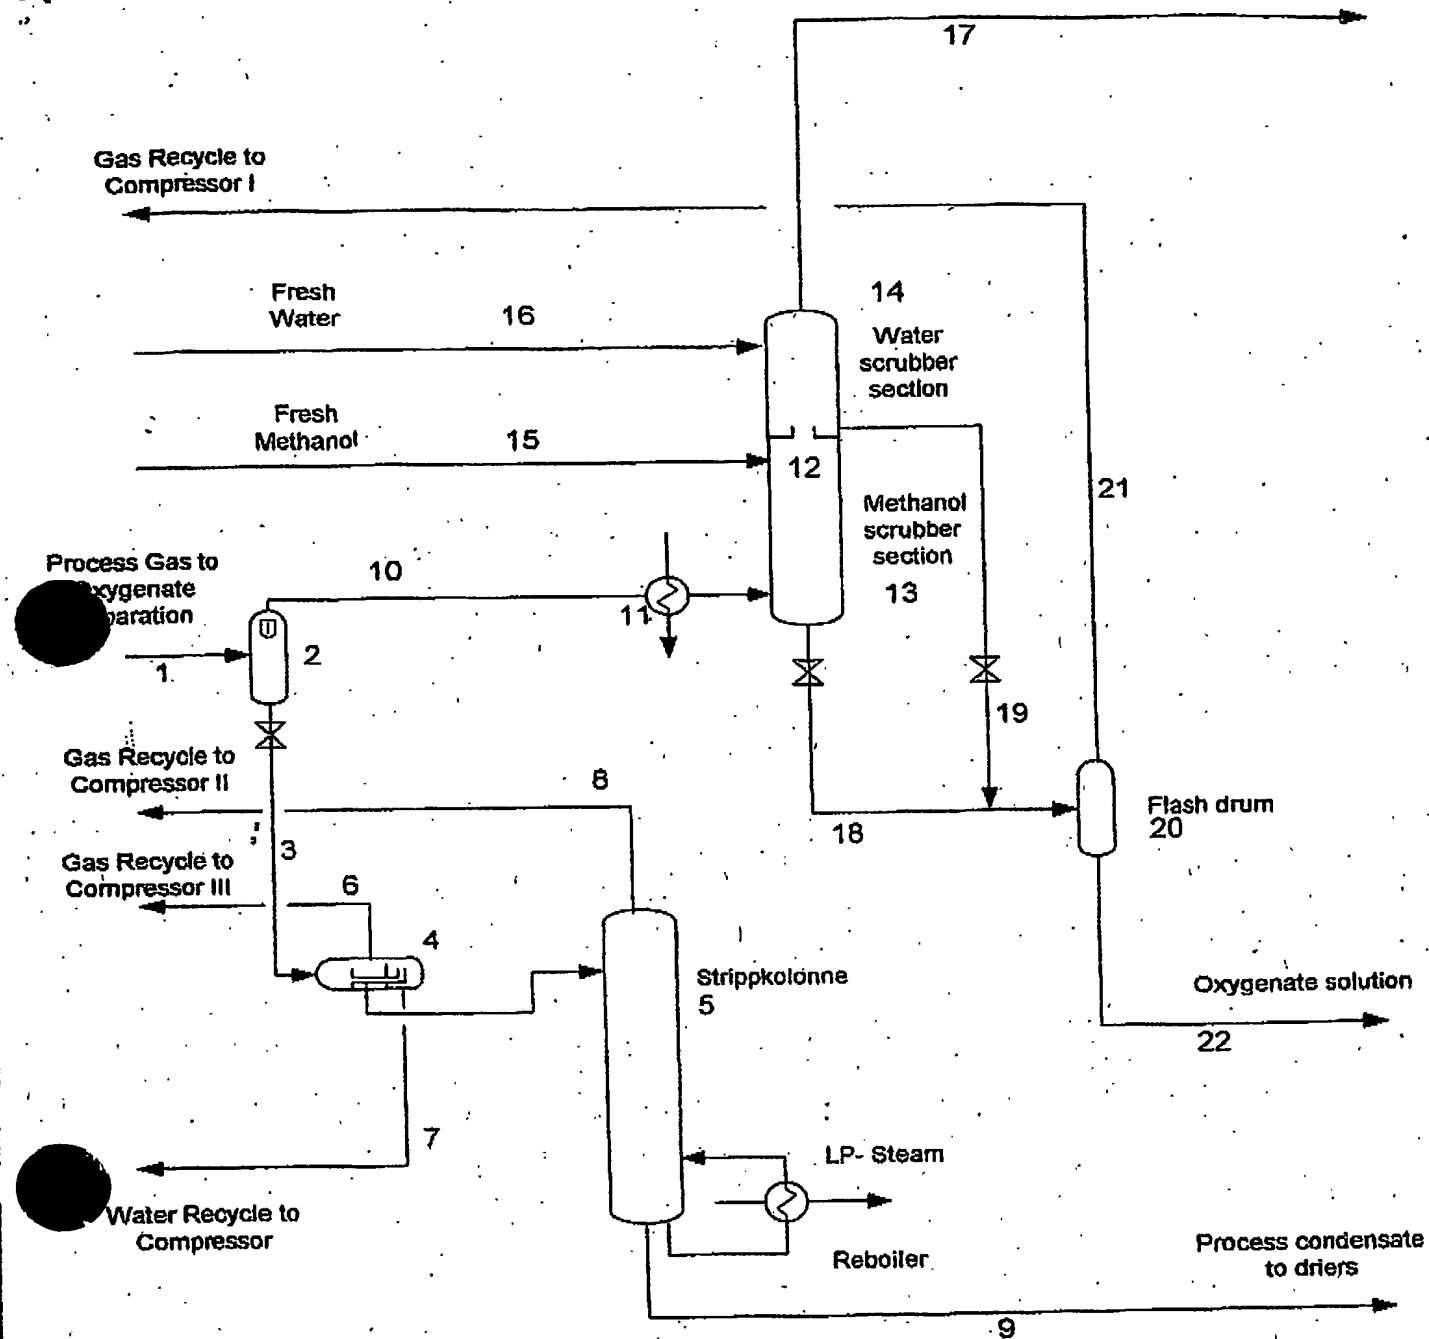 17
Gas Recycle to
Compressor I
14
Fresh
Water
16
Water
scrubber
section
Fresh
Methanol
15
12
21
Methanol
scrubber
section
13
Process Gas to
10
11
1
2
19
Gas Recycle to
Compressor II
8
3
18
Flash drum
20
Gas Recycle to
Compressor III
6
4
Strippkolonne
5
Oxygenate solution
22
7
LP- Steam
Water Recycle to
Compressor
Reboiler
Process condensate
to driers
9